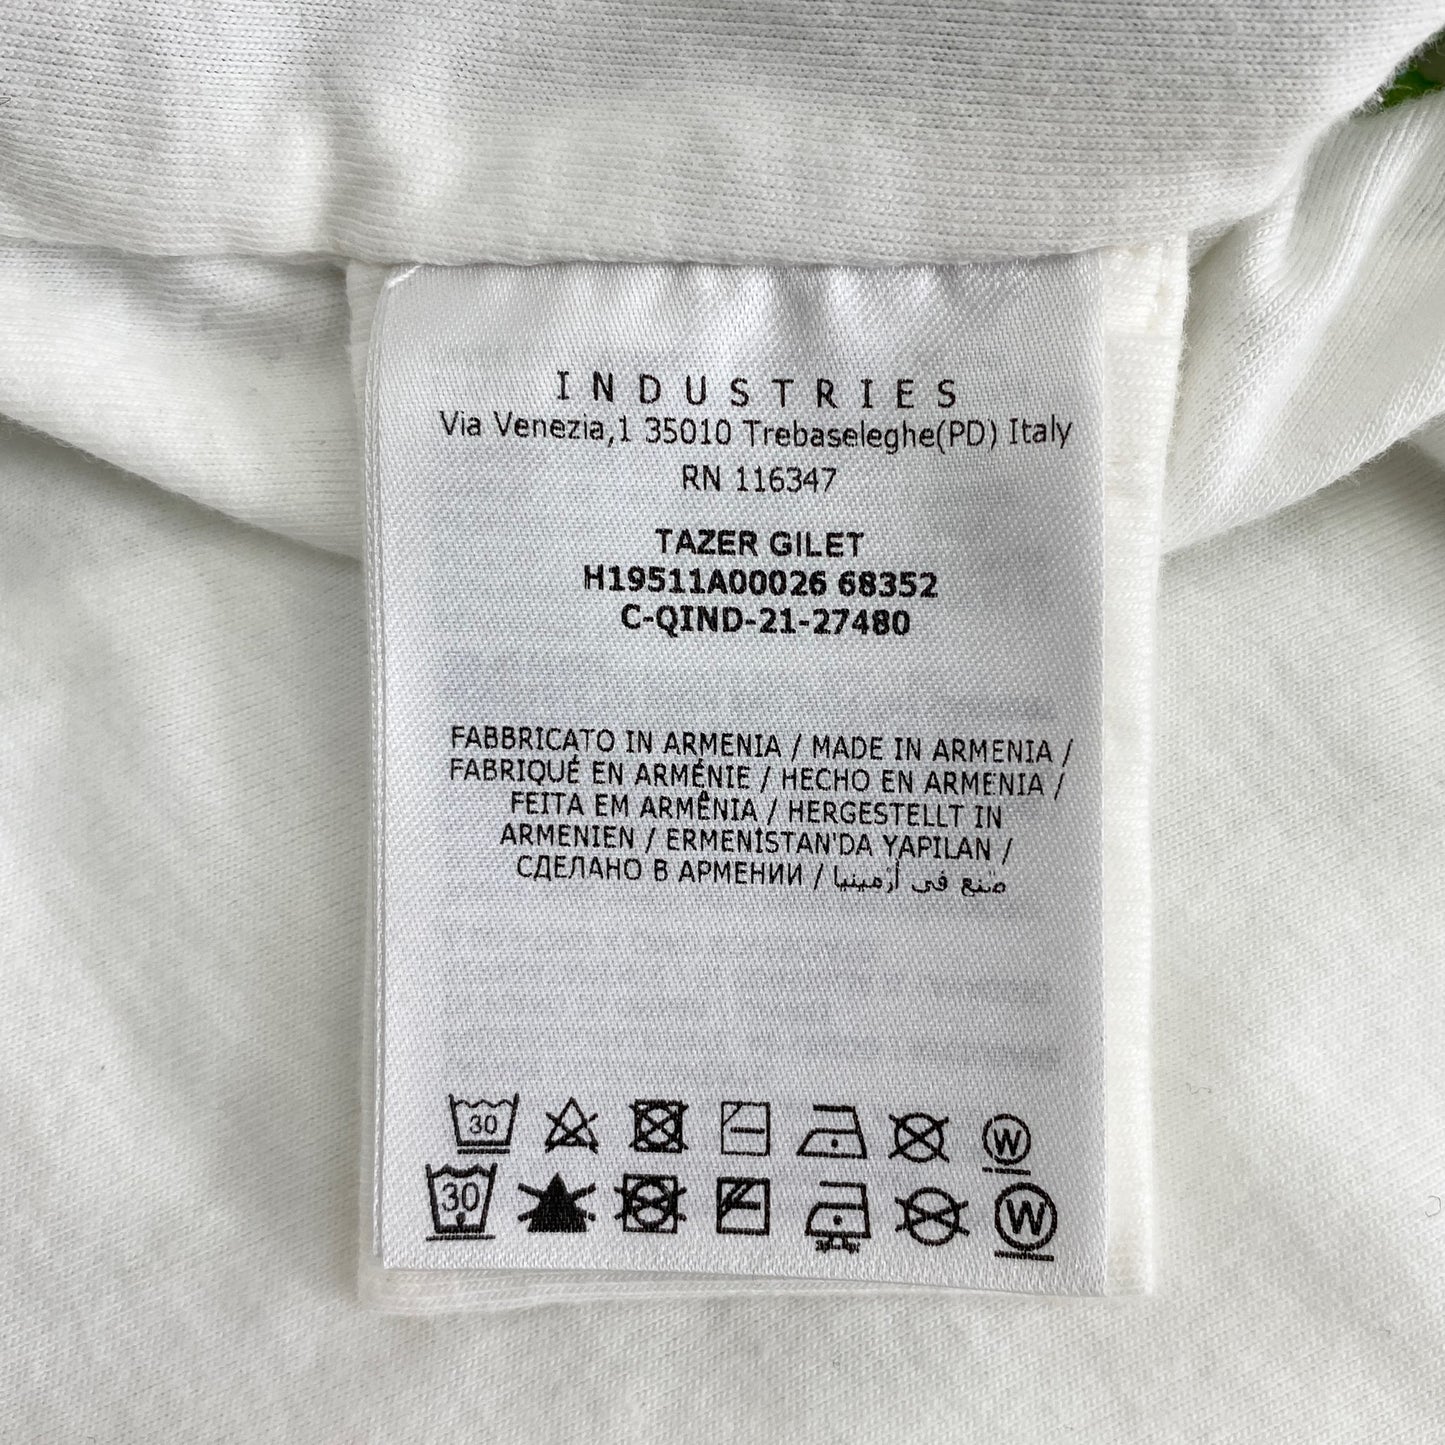 INDUSTRIES
Via Venezia,1 35010 Trebaseleghe(PD) Italy
RN 116347
TAZER GILET
H19511A00026 68352
C-QIND-21-27480
FABBRICATO IN ARMENIA / MADE IN ARMENIA /
FABRIQUÉ EN ARMÉNIE / HECHO EN ARMENIA /
FEITA EM ARMÊNIA / HERGESTELLT IN
ARMENIEN / ERMENİSTAN'DA YAPILAN /
СДЕЛАНО В АРМЕНИИ / صنع في أرمينيا
30 W
30 W